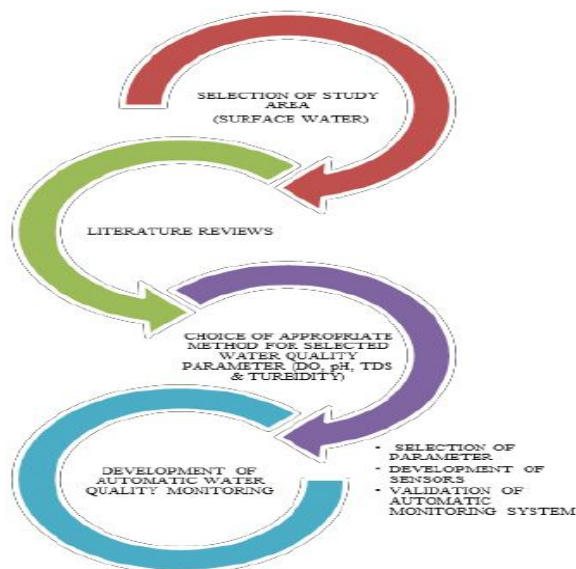 SELECTION OF STUDY
AREA
(SURFACE WATER)
LITERATURE REVIEWS
CHOICE OF APPROPRIATE
METHOD FOR SELECTED
WATER QUALITY
PARAMETER (DO, pH, TDS
& TURBIDITY)
DEVELOPMENT OF
AUTOMATIC WATER
QUALITY MONITORING
• SELECTION OF
PARAMETER
• DEVELOPMENT OF
SENSORS
• VALIDATION OF
AUTOMATIC
MONITORING SYSTEM